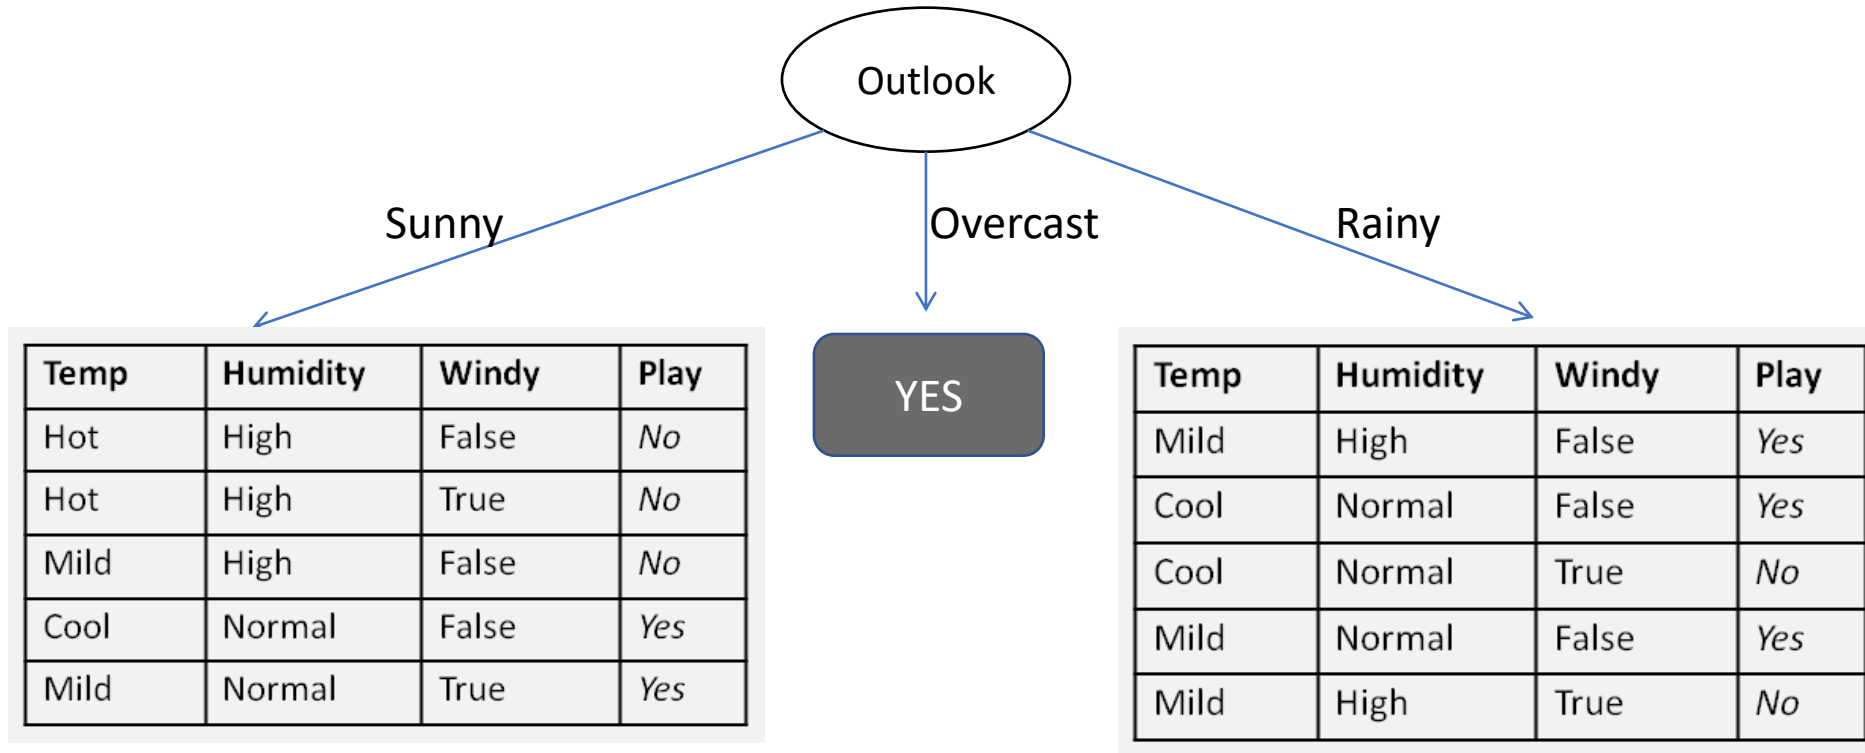 Outlook
Sunny
Overcast
Rainy
Temp Humidity Windy Play
Hot High False No
Hot High True No
Mild High False No
Cool Normal False Yes
Mild Normal True Yes
YES
Temp Humidity Windy Play
Mild High False Yes
Cool Normal False Yes
Cool Normal True No
Mild Normal False Yes
Mild High True No